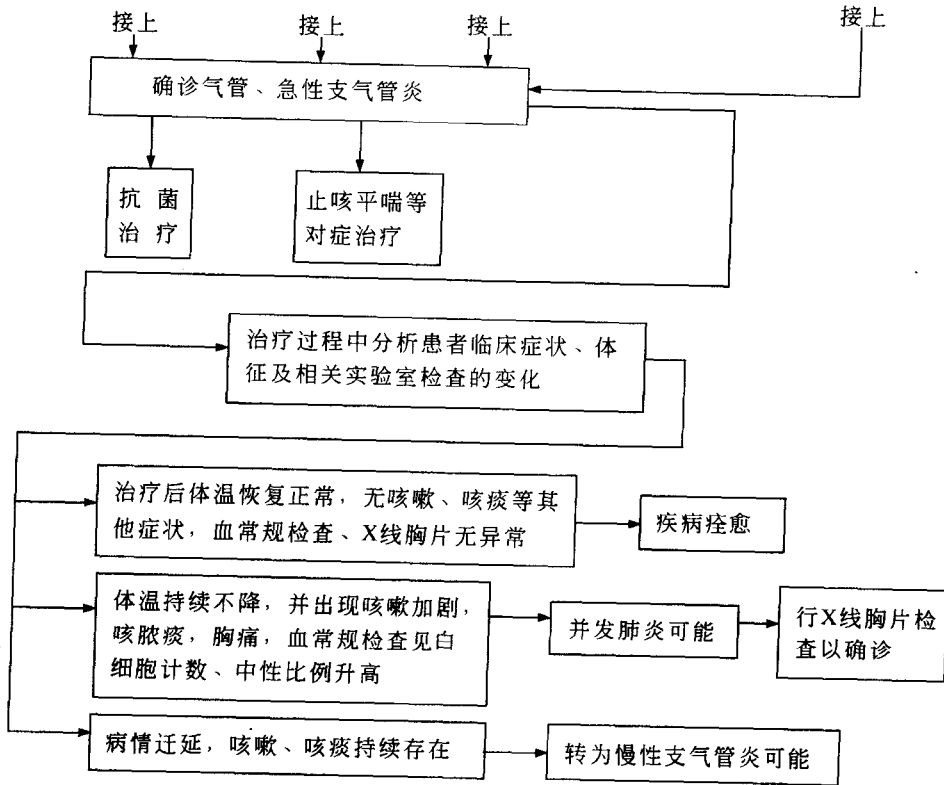 接上
接上
接上
接上
确诊气管、急性支气管炎
抗菌
治疗
止咳平喘等
对症治疗
治疗过程中分析患者临床症状、体
征及相关实验室检查的变化
治疗后体温恢复正常，无咳嗽、咳痰等其
他症状，血常规检查、X线胸片无异常
疾病痊愈
体温持续不降，并出现咳嗽加剧，
咳脓痰，胸痛，血常规检查见白
细胞计数、中性比例升高
并发肺炎可能
行X线胸片检
查以确诊
病情迁延，咳嗽、咳痰持续存在
转为慢性支气管炎可能